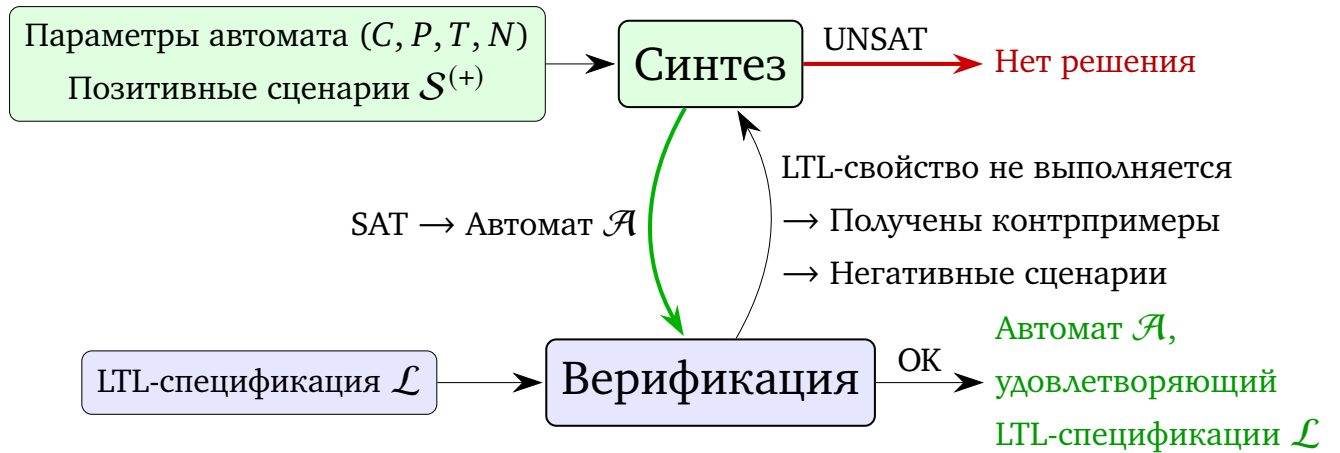 Параметры автомата (C, P, T, N)
Позитивные сценарии 𝓢⁽⁺⁾
Синтез
UNSAT
Нет решения
SAT → Автомат 𝒜
LTL-свойство не выполняется
→ Получены контрпримеры
→ Негативные сценарии
LTL-спецификация 𝓛
Верификация
OK
Автомат 𝒜,
удовлетворяющий
LTL-спецификации 𝓛